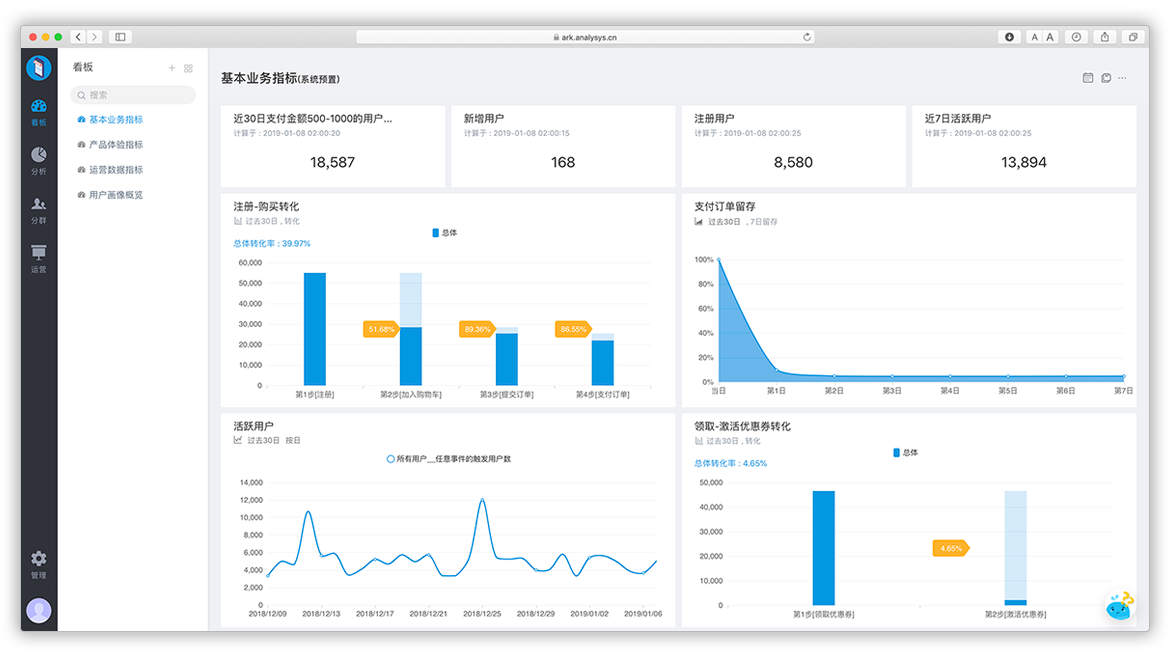 ark.analysys.cn
A A
看板
搜索
基本业务指标
产品体验指标
运营数据指标
用户画像概览
看板
分析
分群
运营
管理
基本业务指标(系统预置)
近30日支付金额500-1000的用户...
计算于 : 2019-01-08 02:00:20
18,587
新增用户
计算于 : 2019-01-08 02:00:15
168
注册用户
计算于 : 2019-01-08 02:00:25
8,580
近7日活跃用户
计算于 : 2019-01-08 02:00:25
13,894
注册-购买转化
过去30日 , 转化
总体转化率 : 39.97%
总体
60,000
50,000
40,000
30,000
20,000
10,000
0
51.68%
89.36%
86.55%
第1步[注册]
第2步[加入购物车]
第3步[提交订单]
第4步[支付订单]
支付订单留存
过去30日 , 7日留存
100%
80%
60%
40%
20%
0%
当日
第1日
第2日
第3日
第4日
第5日
第6日
第7日
活跃用户
过去30日 按日
所有用户__任意事件的触发用户数
14,000
12,000
10,000
8,000
6,000
4,000
2,000
0
2018/12/09
2018/12/13
2018/12/17
2018/12/21
2018/12/25
2018/12/29
2019/01/02
2019/01/06
领取-激活优惠券转化
过去30日 , 转化
总体转化率 : 4.65%
总体
50,000
40,000
30,000
20,000
10,000
0
4.65%
第1步[领取优惠券]
第2步[激活优惠券]